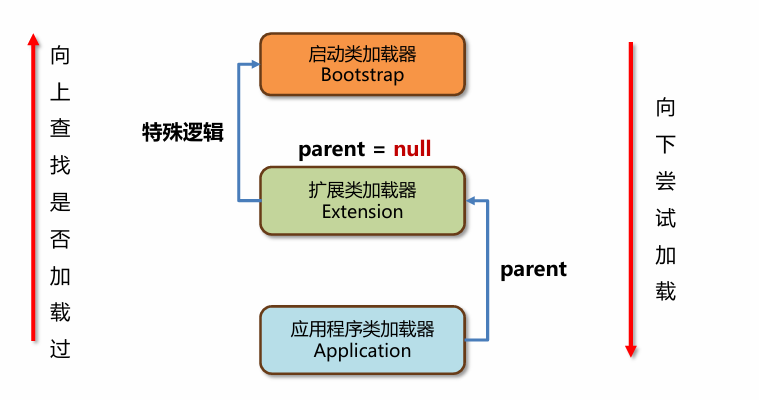 向上查找是否加载过
启动类加载器
Bootstrap
特殊逻辑
parent = null
扩展类加载器
Extension
parent
应用程序类加载器
Application
向下尝试加载